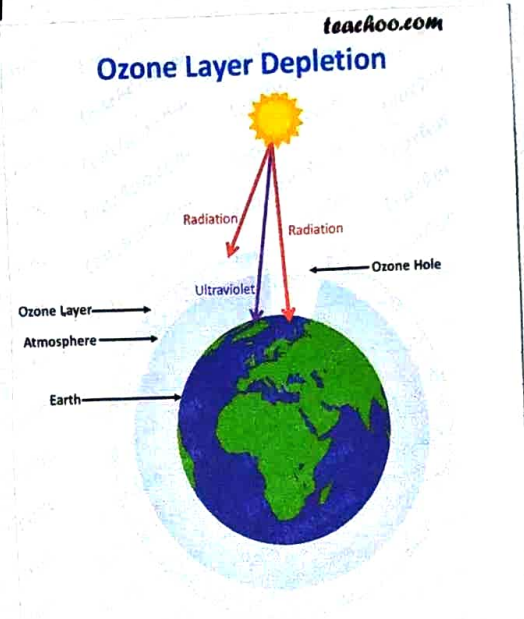 teachoo.com
Ozone Layer Depletion
Radiation
Radiation
Ozone Hole
Ultraviolet
Ozone Layer
Atmosphere
Earth